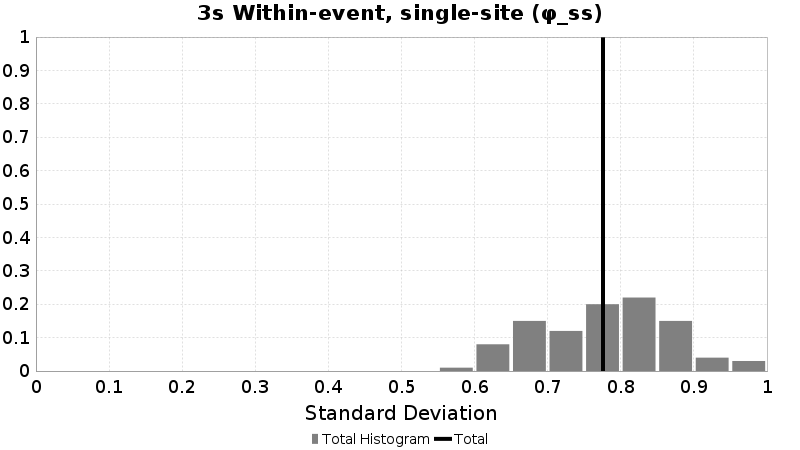 3s Within-event, single-site (φ_ss)
1
0.9
0.8
0.7
0.6
0.5
0.4
0.3
0.2
0.1
0
0 0.1 0.2 0.3 0.4 0.5 0.6 0.7 0.8 0.9 1
Standard Deviation
Total Histogram Total